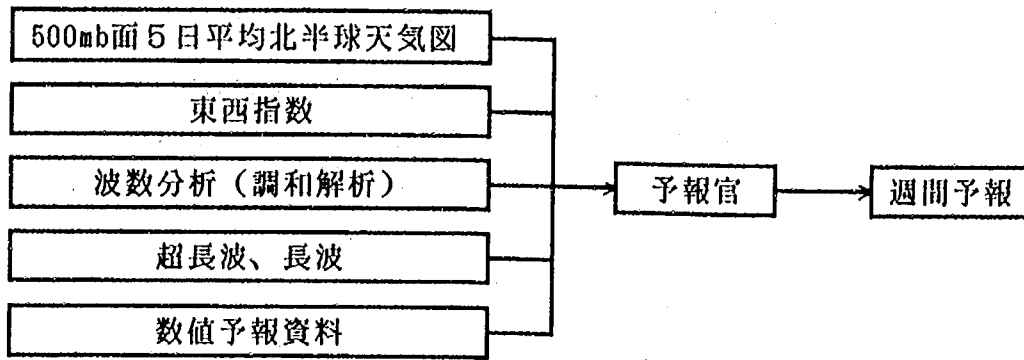 500mb面５日平均北半球天気図
東西指数
波数分析（調和解析）
超長波、長波
数値予報資料
予報官
週間予報